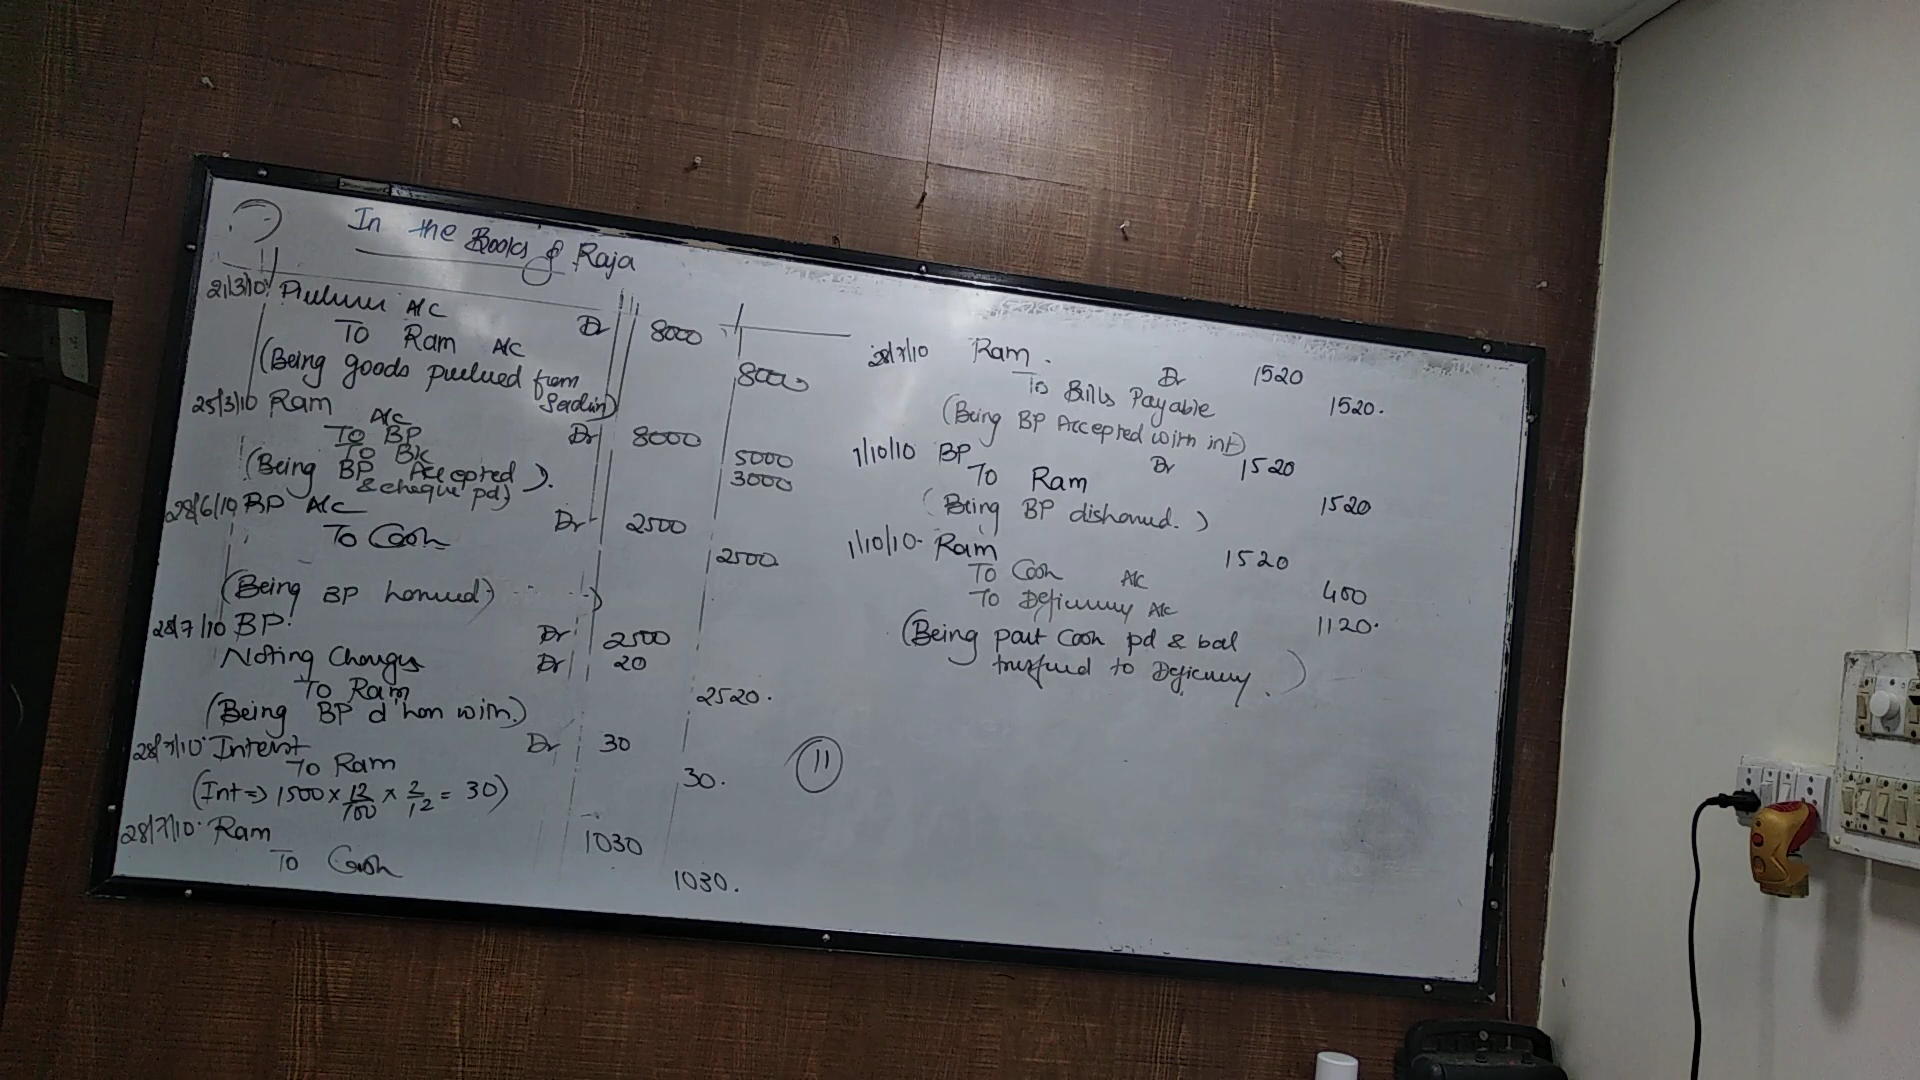 In the Books of Raja
21/3/10 A/C Dr 8000
To Ram A/C 8000
(Being goods from
25/3/10 Ram A/C Dr 8000
To BP 5000
To Bk 3000
(Being BP Accepted
& cheque pd)
28/6/10 BP A/C Dr 2500
To Cash 2500
(Being BP honoured)
28/7/10 BP Dr 2500
Noting Charges Dr 20
To Ram 2520.
(Being BP d'hon with.)
28/7/10 Interest Dr 30
To Ram 30.
(Int => 1500 x 12/100 x 2/12 = 30)
28/7/10 Ram 1030
To Cash 1030.
11
28/7/10 Ram. Dr 1520
To Bills Payable 1520.
(Being BP Accepted with int)
1/10/10 BP Dr 1520
To Ram 1520
(Being BP dishonud.)
1/10/10. Ram 1520
To Cash A/C 400
To Deficiency A/C 1120.
(Being part Cash pd & bal
to Deficiency.)